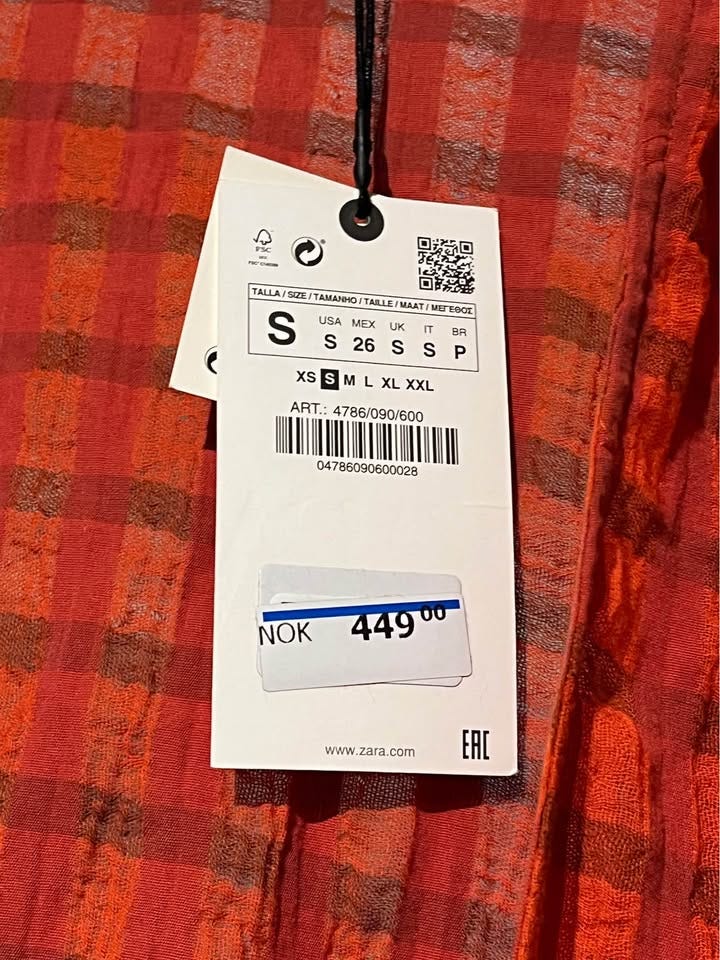 FSC
TALLA / SIZE / TAMANHO / TAILLE / MAAT / ΜΕΓΕΘΟΣ
S
USA MEX UK IT BR
S 26 S S P
XS S M L XL XXL
ART.: 4786/090/600
04786090600028
NOK 449 00
www.zara.com
EAC